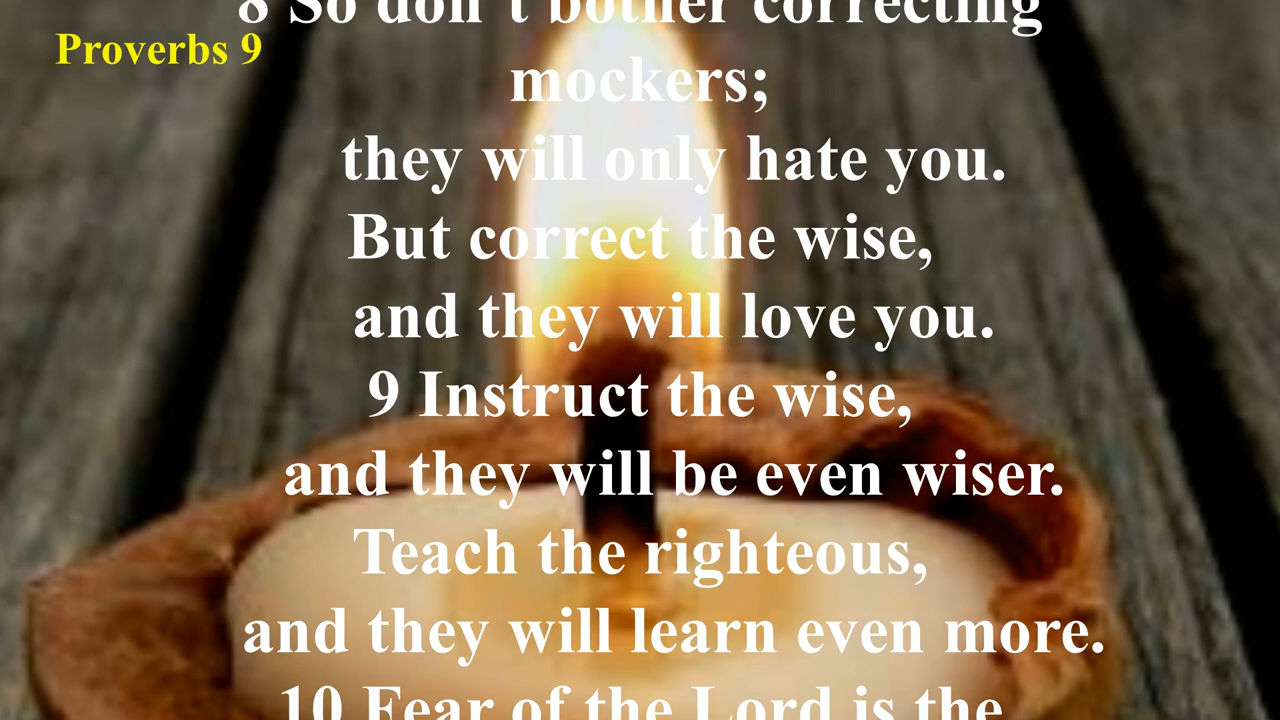 Proverbs 9
8 So don't bother correcting
mockers;
they will only hate you.
But correct the wise,
and they will love you.
9 Instruct the wise,
and they will be even wiser.
Teach the righteous,
and they will learn even more.
10 Fear of the Lord is the